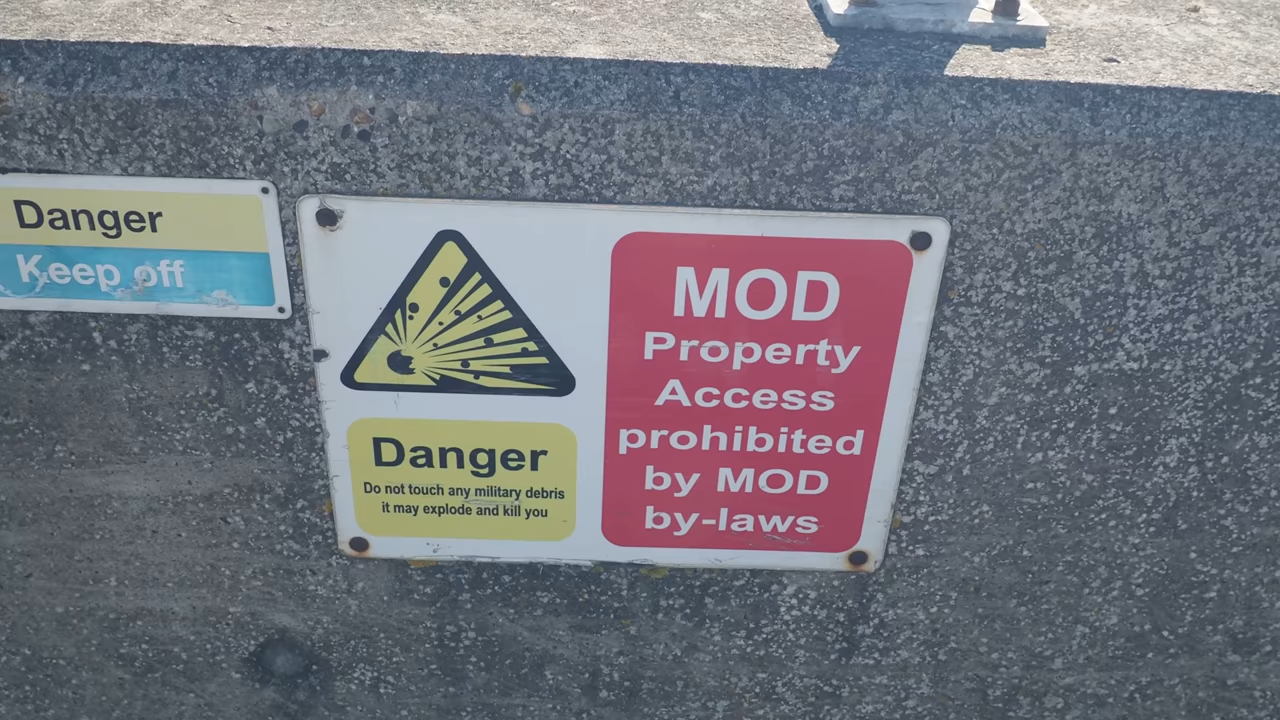 Danger
Keep off
Danger
Do not touch any military debris
it may explode and kill you
MOD
Property
Access
prohibited
by MOD
by-laws